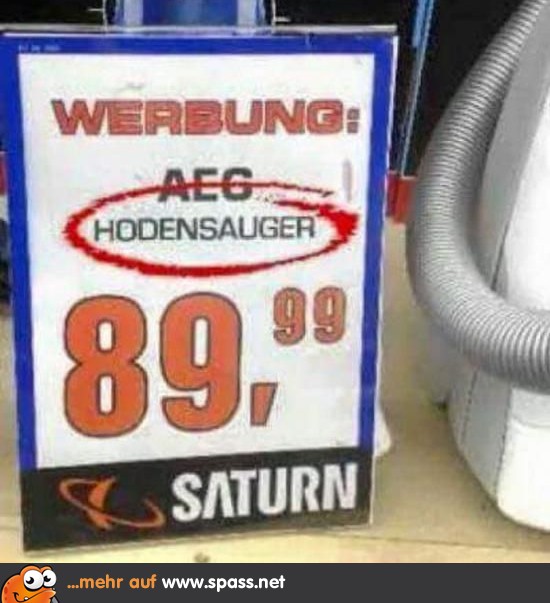 WERBUNG:
AEG
HODENSAUGER
89,99
SATURN
...mehr auf www.spass.net